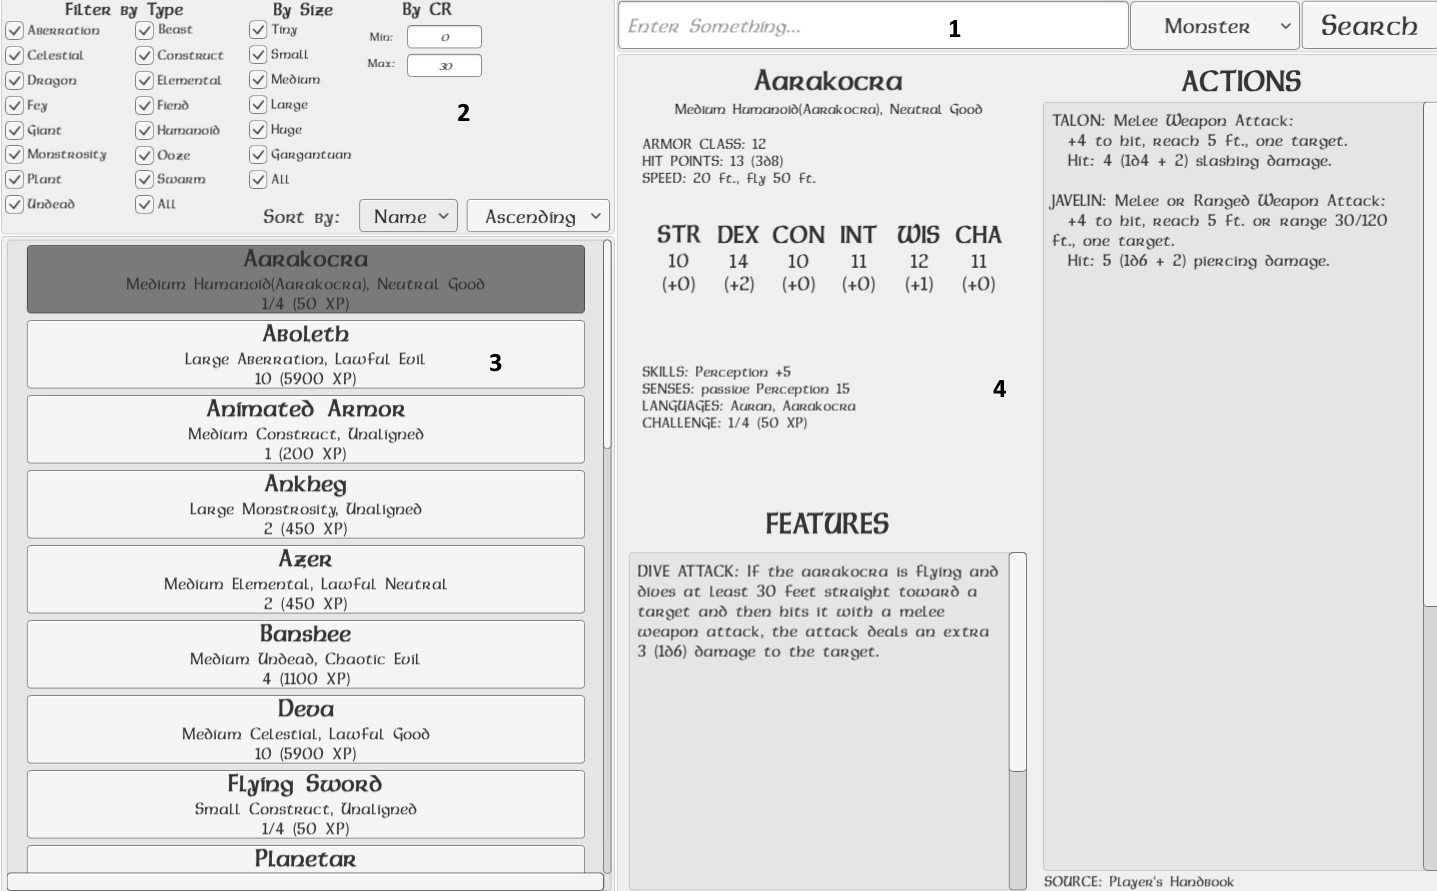 Filter by Type
Aberration
Beast
Celestial
Construct
Dragon
Elemental
Fey
Fiend
Giant
Humanoid
Monstrosity
Ooze
Plant
Swarm
Undead
All
By Size
Tiny
Small
Medium
Large
Huge
Gargantuan
All
By CR
Min: 0
Max: 30
2
Sort by: Name Ascending
Enter Something...
1
Monster
Search
Aarakocra
Medium Humanoid(Aarakocra), Neutral Good
1/4 (50 XP)
Aboleth
Large Aberration, Lawful Evil
10 (5900 XP)
3
Animated Armor
Medium Construct, Unaligned
1 (200 XP)
Ankheg
Large Monstrosity, Unaligned
2 (450 XP)
Azer
Medium Elemental, Lawful Neutral
2 (450 XP)
Banshee
Medium Undead, Chaotic Evil
4 (1100 XP)
Deva
Medium Celestial, Lawful Good
10 (5900 XP)
Flying Sword
Small Construct, Unaligned
1/4 (50 XP)
Planetar
Aarakocra
Medium Humanoid(Aarakocra), Neutral Good
ARMOR CLASS: 12
HIT POINTS: 13 (3d8)
SPEED: 20 ft., fly 50 ft.
STR DEX CON INT WIS CHA
10 14 10 11 12 11
(+0) (+2) (+0) (+0) (+1) (+0)
SKILLS: Perception +5
SENSES: passive Perception 15
LANGUAGES: Auran, Aarakocra
CHALLENGE: 1/4 (50 XP)
4
FEATURES
DIVE ATTACK: If the aarakocra is flying and
dives at least 30 feet straight toward a
target and then hits it with a melee
weapon attack, the attack deals an extra
3 (1d6) damage to the target.
ACTIONS
TALON: Melee Weapon Attack:
+4 to hit, reach 5 ft., one target.
Hit: 4 (1d4 + 2) slashing damage.
JAVELIN: Melee or Ranged Weapon Attack:
+4 to hit, reach 5 ft. or range 30/120
ft., one target.
Hit: 5 (1d6 + 2) piercing damage.
SOURCE: Player's Handbook